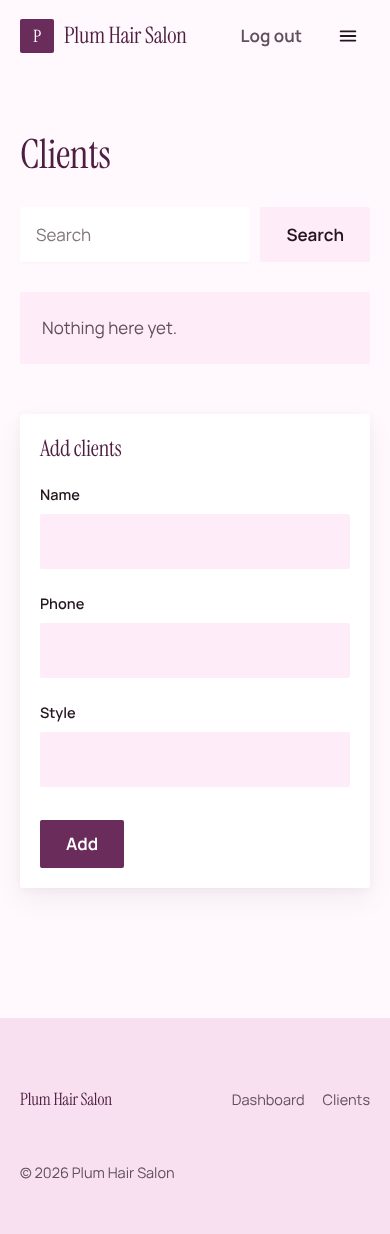 P
Plum Hair Salon
Log out
Clients
Search
Search
Nothing here yet.
Add clients
Name
Phone
Style
Add
Plum Hair Salon
Dashboard
Clients
© 2026 Plum Hair Salon